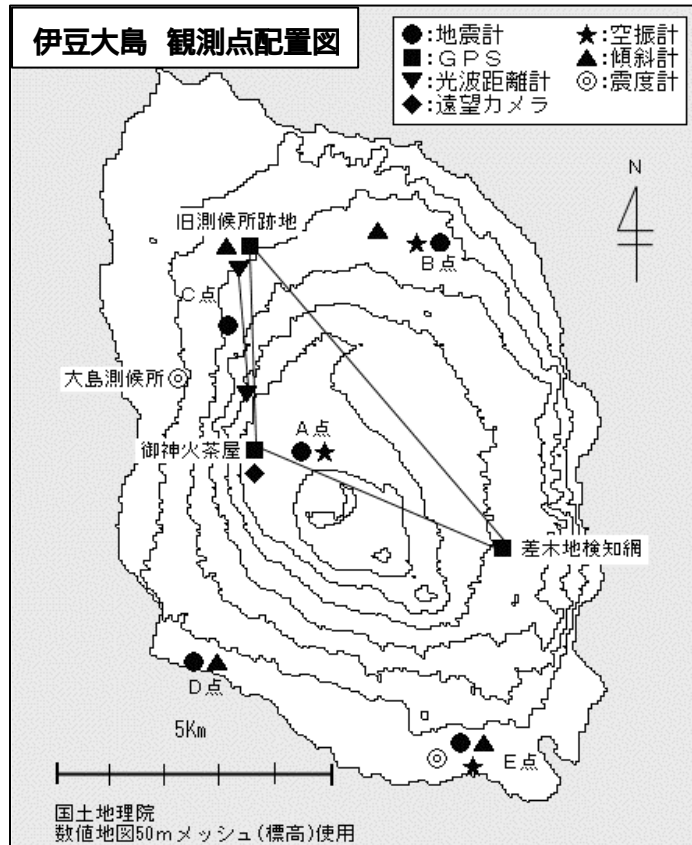 伊豆大島 観測点配置図
●:地震計 ★:空振計
■:GPS ▲:傾斜計
▼:光波距離計 ◎:震度計
◆:遠望カメラ
N
旧測候所跡地
B点
C点
大島測候所
A点
御神火茶屋
差木地検知網
D点
5Km
E点
国土地理院
数値地図50mメッシュ(標高)使用